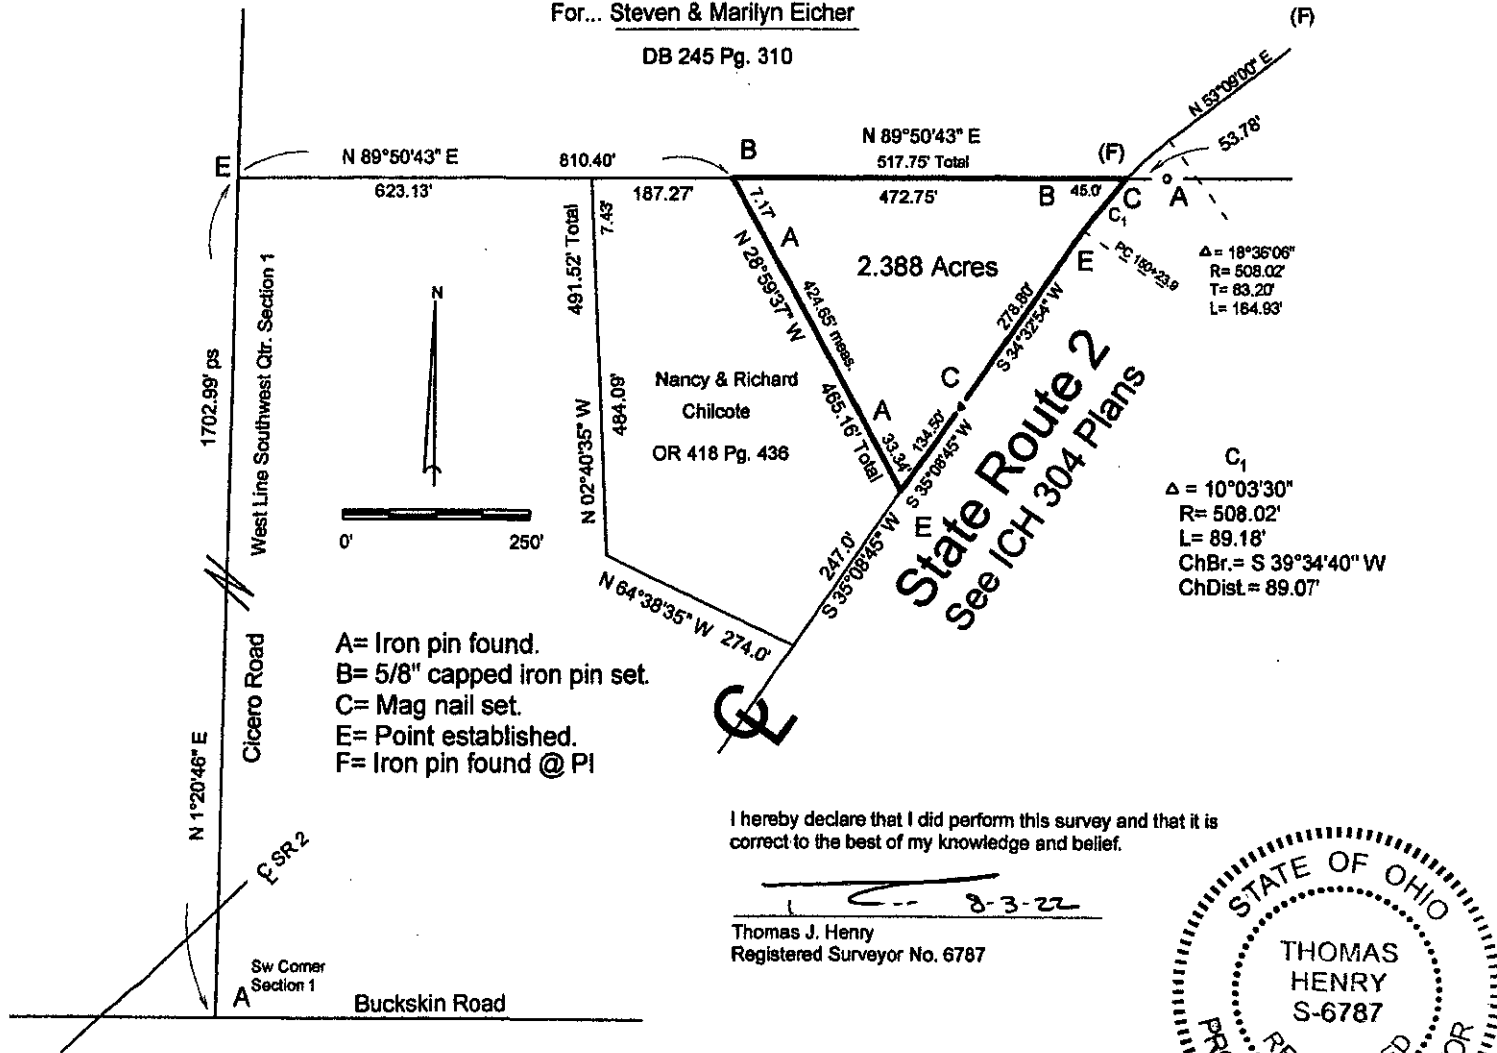 For... Steven & Marilyn Eicher
DB 245 Pg. 310
(F)
N 53°09'00" E
53.78'
N 89°50'43" E
517.75' Total
(F)
B
E
N 89°50'43" E
810.40'
623.13'
187.27'
472.75'
B
45.0'
C
A
C1
7.17'
A
N 28°59'37" W
424.65' meas.
465.16' Total
A
33.34'
2.388 Acres
E
PC 150+23.9
Δ= 18°36'06"
R= 508.02'
T= 83.20'
L= 164.93'
491.52' Total
7.43'
484.09'
N 02°40'35" W
West Line Southwest Qtr. Section 1
1702.99' ps
N
0'
250'
Nancy & Richard
Chilcote
OR 418 Pg. 436
278.80'
S 34°32'54" W
C
134.50'
S 35°08'45" W
E
247.0'
S 35°08'45" W
State Route 2
See ICH 304 Plans
C1
Δ = 10°03'30"
R= 508.02'
L= 89.18'
ChBr.= S 39°34'40" W
ChDist.= 89.07'
N 64°38'35" W 274.0'
CL
A= Iron pin found.
B= 5/8" capped iron pin set.
C= Mag nail set.
E= Point established.
F= Iron pin found @ PI
Cicero Road
N 1°20'46" E
CL SR 2
Sw Corner
Section 1
A
Buckskin Road
I hereby declare that I did perform this survey and that it is
correct to the best of my knowledge and belief.
8-3-22
Thomas J. Henry
Registered Surveyor No. 6787
STATE OF OHIO
THOMAS
HENRY
S-6787